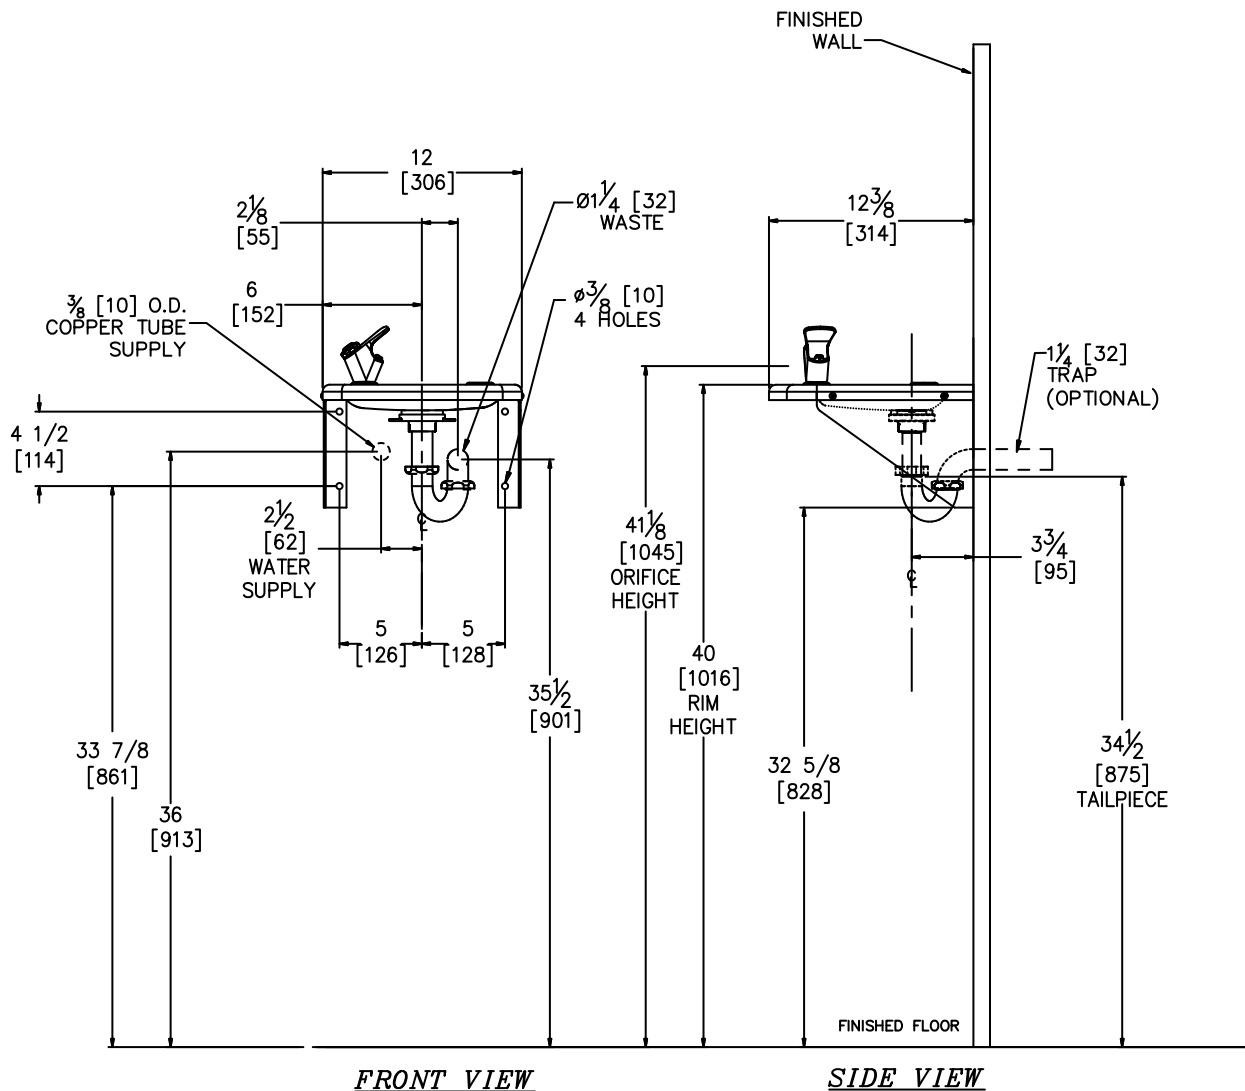 FINISHED
WALL
12
[306]
2⅛
[55]
Ø1¼ [32]
WASTE
12⅜
[314]
6
[152]
⅜ [10] O.D.
COPPER TUBE
SUPPLY
ø⅜ [10]
4 HOLES
1¼ [32]
TRAP
(OPTIONAL)
4 1/2
[114]
2½
[62]
WATER
SUPPLY
℄
41⅛
[1045]
ORIFICE
HEIGHT
3¾
[95]
℄
5
[126]
5
[128]
40
[1016]
RIM
HEIGHT
35½
[901]
33 7/8
[861]
32 5/8
[828]
34½
[875]
TAILPIECE
36
[913]
FINISHED FLOOR
FRONT VIEW
SIDE VIEW